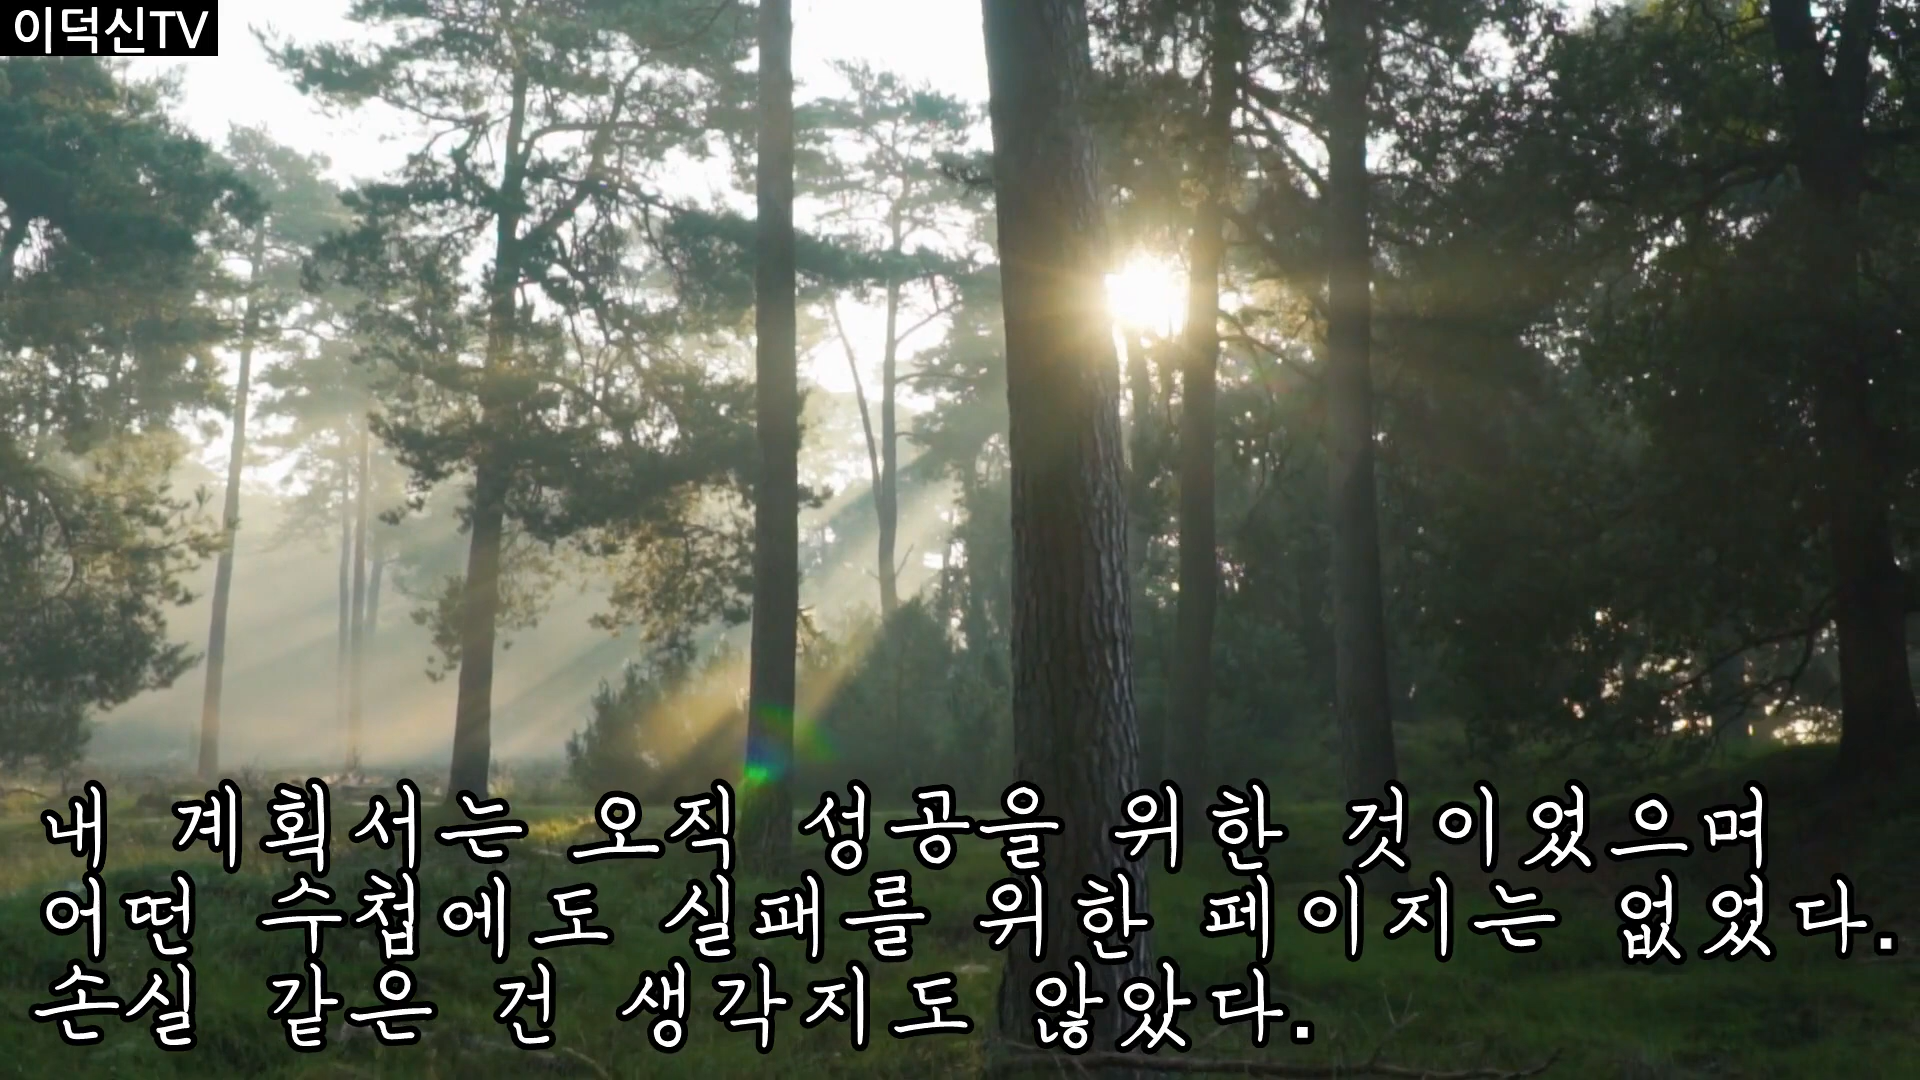 이덕신TV
내 계획서는 오직 성공을 위한 것이었으며
어떤 수첩에도 실패를 위한 페이지는 없었다.
손실 같은 건 생각지도 않았다.